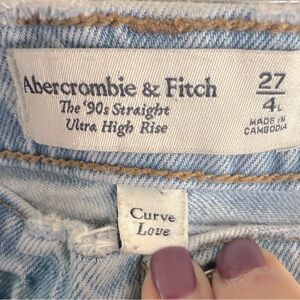 Abercrombie & Fitch
The '90s Straight
Ultra High Rise
27
4L
MADE IN
CAMBODIA
Curve
Love